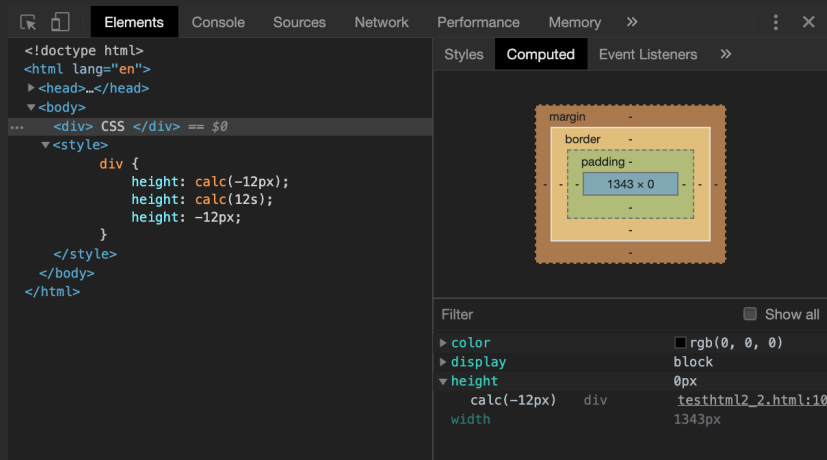 Elements Console Sources Network Performance Memory »
<!doctype html>
<html lang="en">
<head>…</head>
<body>
<div> CSS </div> == $0
<style>
div {
height: calc(-12px);
height: calc(12s);
height: -12px;
}
</style>
</body>
</html>
Styles Computed Event Listeners »
margin -
border -
padding -
- - - 1343 × 0 - - -
-
-
-
Filter Show all
color rgb(0, 0, 0)
display block
height 0px
calc(-12px) div testhtml2_2.html:10
width 1343px